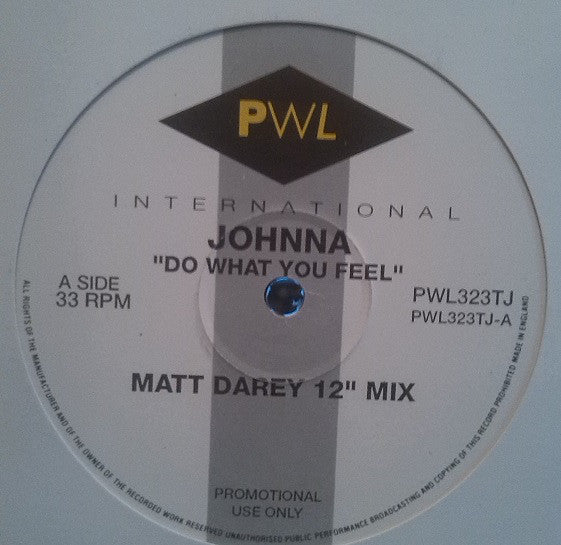 PWL
INTERNATIONAL
JOHNNA
"DO WHAT YOU FEEL"
A SIDE
33 RPM
PWL323TJ
PWL323TJ-A
MATT DAREY 12" MIX
PROMOTIONAL
USE ONLY
ALL RIGHTS OF THE MANUFACTURER AND OF THE OWNER OF THE RECORDED WORK RESERVED UNAUTHORISED PUBLIC PERFORMANCE BROADCASTING AND COPYING OF THIS RECORD PROHIBITED MADE IN ENGLAND